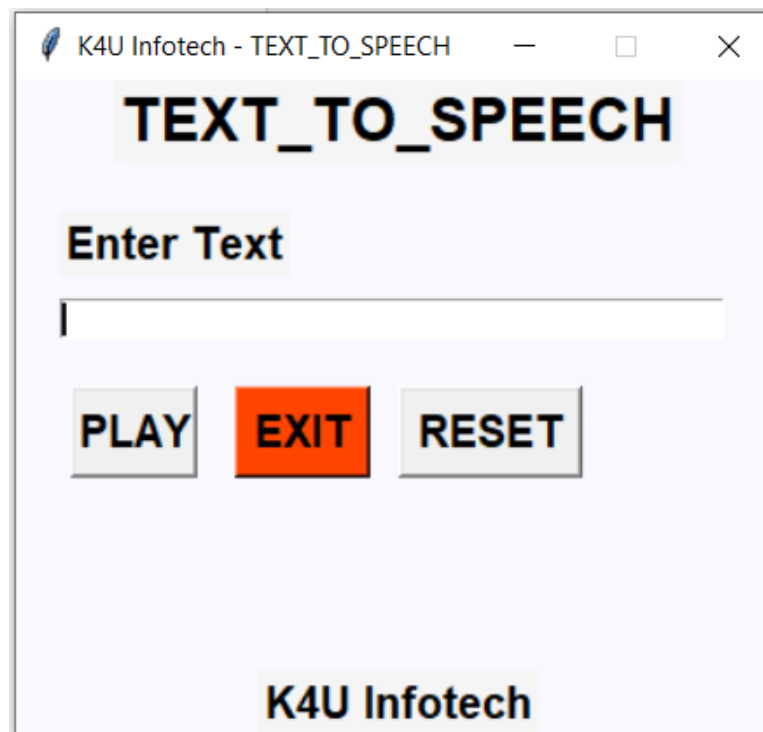 K4U Infotech - TEXT_TO_SPEECH
TEXT_TO_SPEECH
Enter Text
PLAY EXIT RESET
K4U Infotech